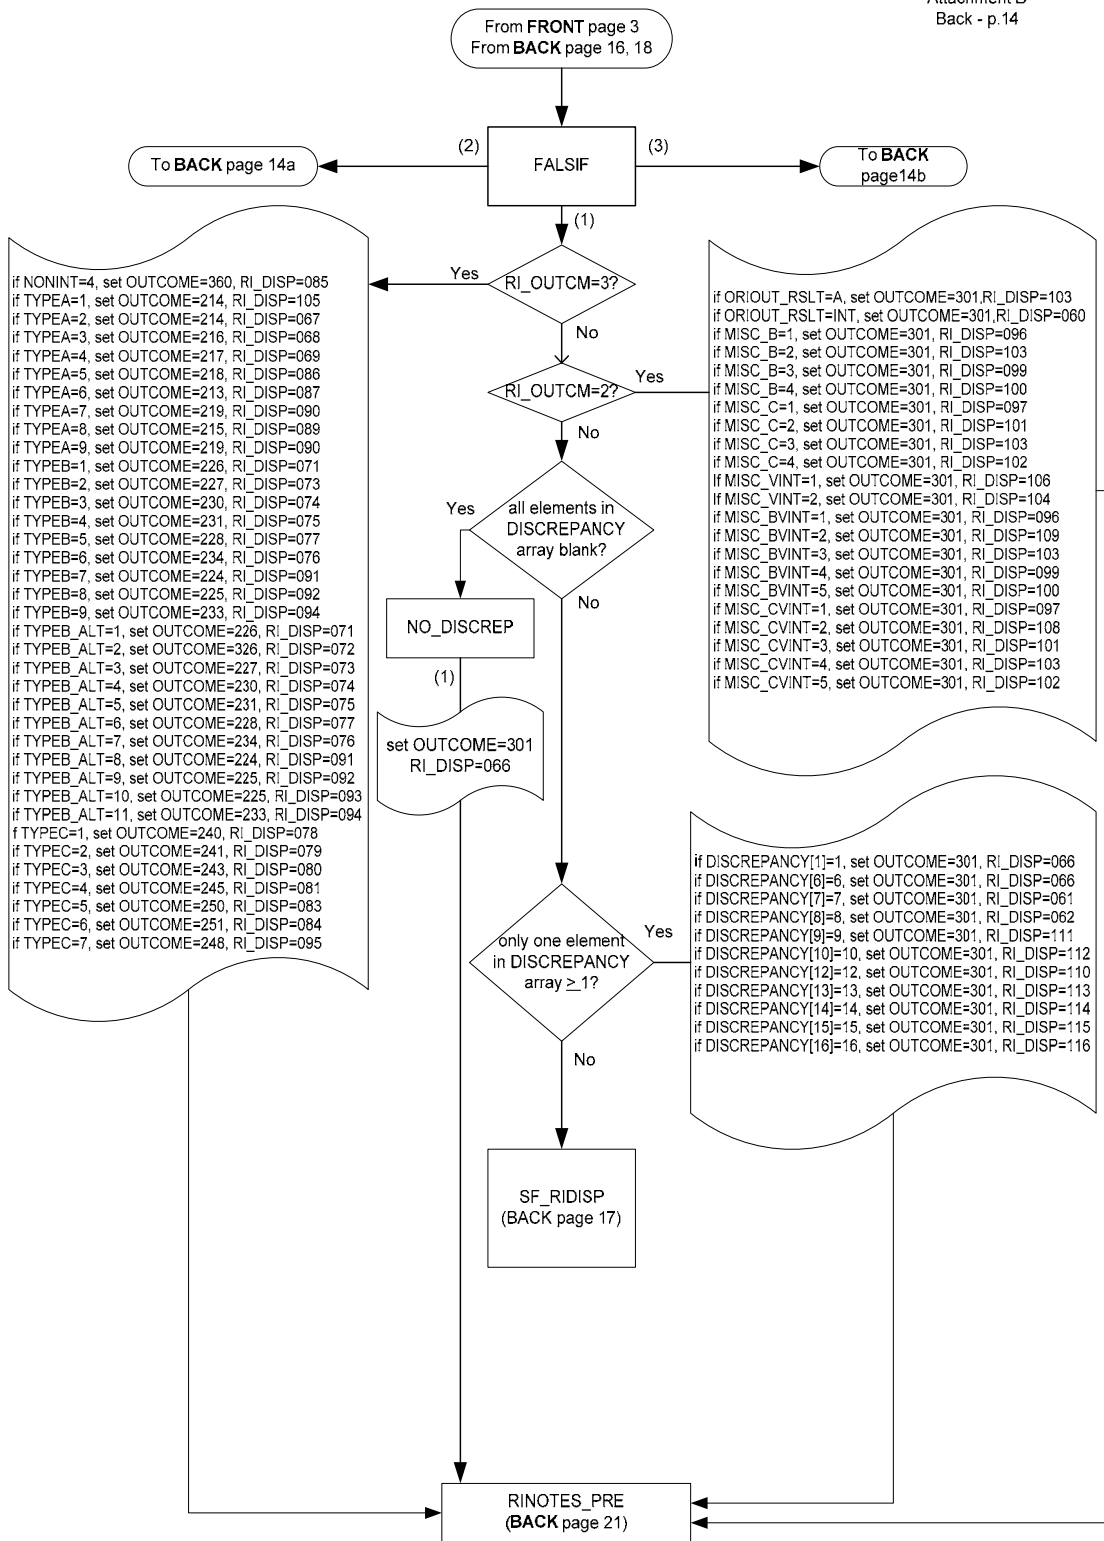 Attachment B
Back - p.14
From FRONT page 3
From BACK page 16, 18
(2)
(3)
To BACK page 14a
FALSIF
To BACK
page14b
(1)
Yes
RI_OUTCM=3?
No
RI_OUTCM=2?
Yes
No
if NONINT=4, set OUTCOME=360, RI_DISP=085
if TYPEA=1, set OUTCOME=214, RI_DISP=105
if TYPEA=2, set OUTCOME=214, RI_DISP=067
if TYPEA=3, set OUTCOME=216, RI_DISP=068
if TYPEA=4, set OUTCOME=217, RI_DISP=069
if TYPEA=5, set OUTCOME=218, RI_DISP=086
if TYPEA=6, set OUTCOME=213, RI_DISP=087
if TYPEA=7, set OUTCOME=219, RI_DISP=090
if TYPEA=8, set OUTCOME=215, RI_DISP=089
if TYPEA=9, set OUTCOME=219, RI_DISP=090
if TYPEB=1, set OUTCOME=226, RI_DISP=071
if TYPEB=2, set OUTCOME=227, RI_DISP=073
if TYPEB=3, set OUTCOME=230, RI_DISP=074
if TYPEB=4, set OUTCOME=231, RI_DISP=075
if TYPEB=5, set OUTCOME=228, RI_DISP=077
if TYPEB=6, set OUTCOME=234, RI_DISP=076
if TYPEB=7, set OUTCOME=224, RI_DISP=091
if TYPEB=8, set OUTCOME=225, RI_DISP=092
if TYPEB=9, set OUTCOME=233, RI_DISP=094
if TYPEB_ALT=1, set OUTCOME=226, RI_DISP=071
if TYPEB_ALT=2, set OUTCOME=326, RI_DISP=072
if TYPEB_ALT=3, set OUTCOME=227, RI_DISP=073
if TYPEB_ALT=4, set OUTCOME=230, RI_DISP=074
if TYPEB_ALT=5, set OUTCOME=231, RI_DISP=075
if TYPEB_ALT=6, set OUTCOME=228, RI_DISP=077
if TYPEB_ALT=7, set OUTCOME=234, RI_DISP=076
if TYPEB_ALT=8, set OUTCOME=224, RI_DISP=091
if TYPEB_ALT=9, set OUTCOME=225, RI_DISP=092
if TYPEB_ALT=10, set OUTCOME=225, RI_DISP=093
if TYPEB_ALT=11, set OUTCOME=233, RI_DISP=094
f TYPEC=1, set OUTCOME=240, RI_DISP=078
if TYPEC=2, set OUTCOME=241, RI_DISP=079
if TYPEC=3, set OUTCOME=243, RI_DISP=080
if TYPEC=4, set OUTCOME=245, RI_DISP=081
if TYPEC=5, set OUTCOME=250, RI_DISP=083
if TYPEC=6, set OUTCOME=251, RI_DISP=084
if TYPEC=7, set OUTCOME=248, RI_DISP=095
if ORIOUT_RSLT=A, set OUTCOME=301,RI_DISP=103
if ORIOUT_RSLT=INT, set OUTCOME=301,RI_DISP=060
if MISC_B=1, set OUTCOME=301, RI_DISP=096
if MISC_B=2, set OUTCOME=301, RI_DISP=103
if MISC_B=3, set OUTCOME=301, RI_DISP=099
if MISC_B=4, set OUTCOME=301, RI_DISP=100
if MISC_C=1, set OUTCOME=301, RI_DISP=097
if MISC_C=2, set OUTCOME=301, RI_DISP=101
if MISC_C=3, set OUTCOME=301, RI_DISP=103
if MISC_C=4, set OUTCOME=301, RI_DISP=102
If MISC_VINT=1, set OUTCOME=301, RI_DISP=106
if MISC_VINT=2, set OUTCOME=301, RI_DISP=104
if MISC_BVINT=1, set OUTCOME=301, RI_DISP=096
if MISC_BVINT=2, set OUTCOME=301, RI_DISP=109
if MISC_BVINT=3, set OUTCOME=301, RI_DISP=103
if MISC_BVINT=4, set OUTCOME=301, RI_DISP=099
if MISC_BVINT=5, set OUTCOME=301, RI_DISP=100
if MISC_CVINT=1, set OUTCOME=301, RI_DISP=097
if MISC_CVINT=2, set OUTCOME=301, RI_DISP=108
if MISC_CVINT=3, set OUTCOME=301, RI_DISP=101
if MISC_CVINT=4, set OUTCOME=301, RI_DISP=103
if MISC_CVINT=5, set OUTCOME=301, RI_DISP=102
Yes
all elements in
DISCREPANCY
array blank?
No
NO_DISCREP
(1)
set OUTCOME=301
RI_DISP=066
only one element
in DISCREPANCY
array ≥ 1?
Yes
No
if DISCREPANCY[1]=1, set OUTCOME=301, RI_DISP=066
if DISCREPANCY[6]=6, set OUTCOME=301, RI_DISP=066
if DISCREPANCY[7]=7, set OUTCOME=301, RI_DISP=061
if DISCREPANCY[8]=8, set OUTCOME=301, RI_DISP=062
if DISCREPANCY[9]=9, set OUTCOME=301, RI_DISP=111
if DISCREPANCY[10]=10, set OUTCOME=301, RI_DISP=112
if DISCREPANCY[12]=12, set OUTCOME=301, RI_DISP=110
if DISCREPANCY[13]=13, set OUTCOME=301, RI_DISP=113
if DISCREPANCY[14]=14, set OUTCOME=301, RI_DISP=114
if DISCREPANCY[15]=15, set OUTCOME=301, RI_DISP=115
if DISCREPANCY[16]=16, set OUTCOME=301, RI_DISP=116
SF_RIDISP
(BACK page 17)
RINOTES_PRE
(BACK page 21)